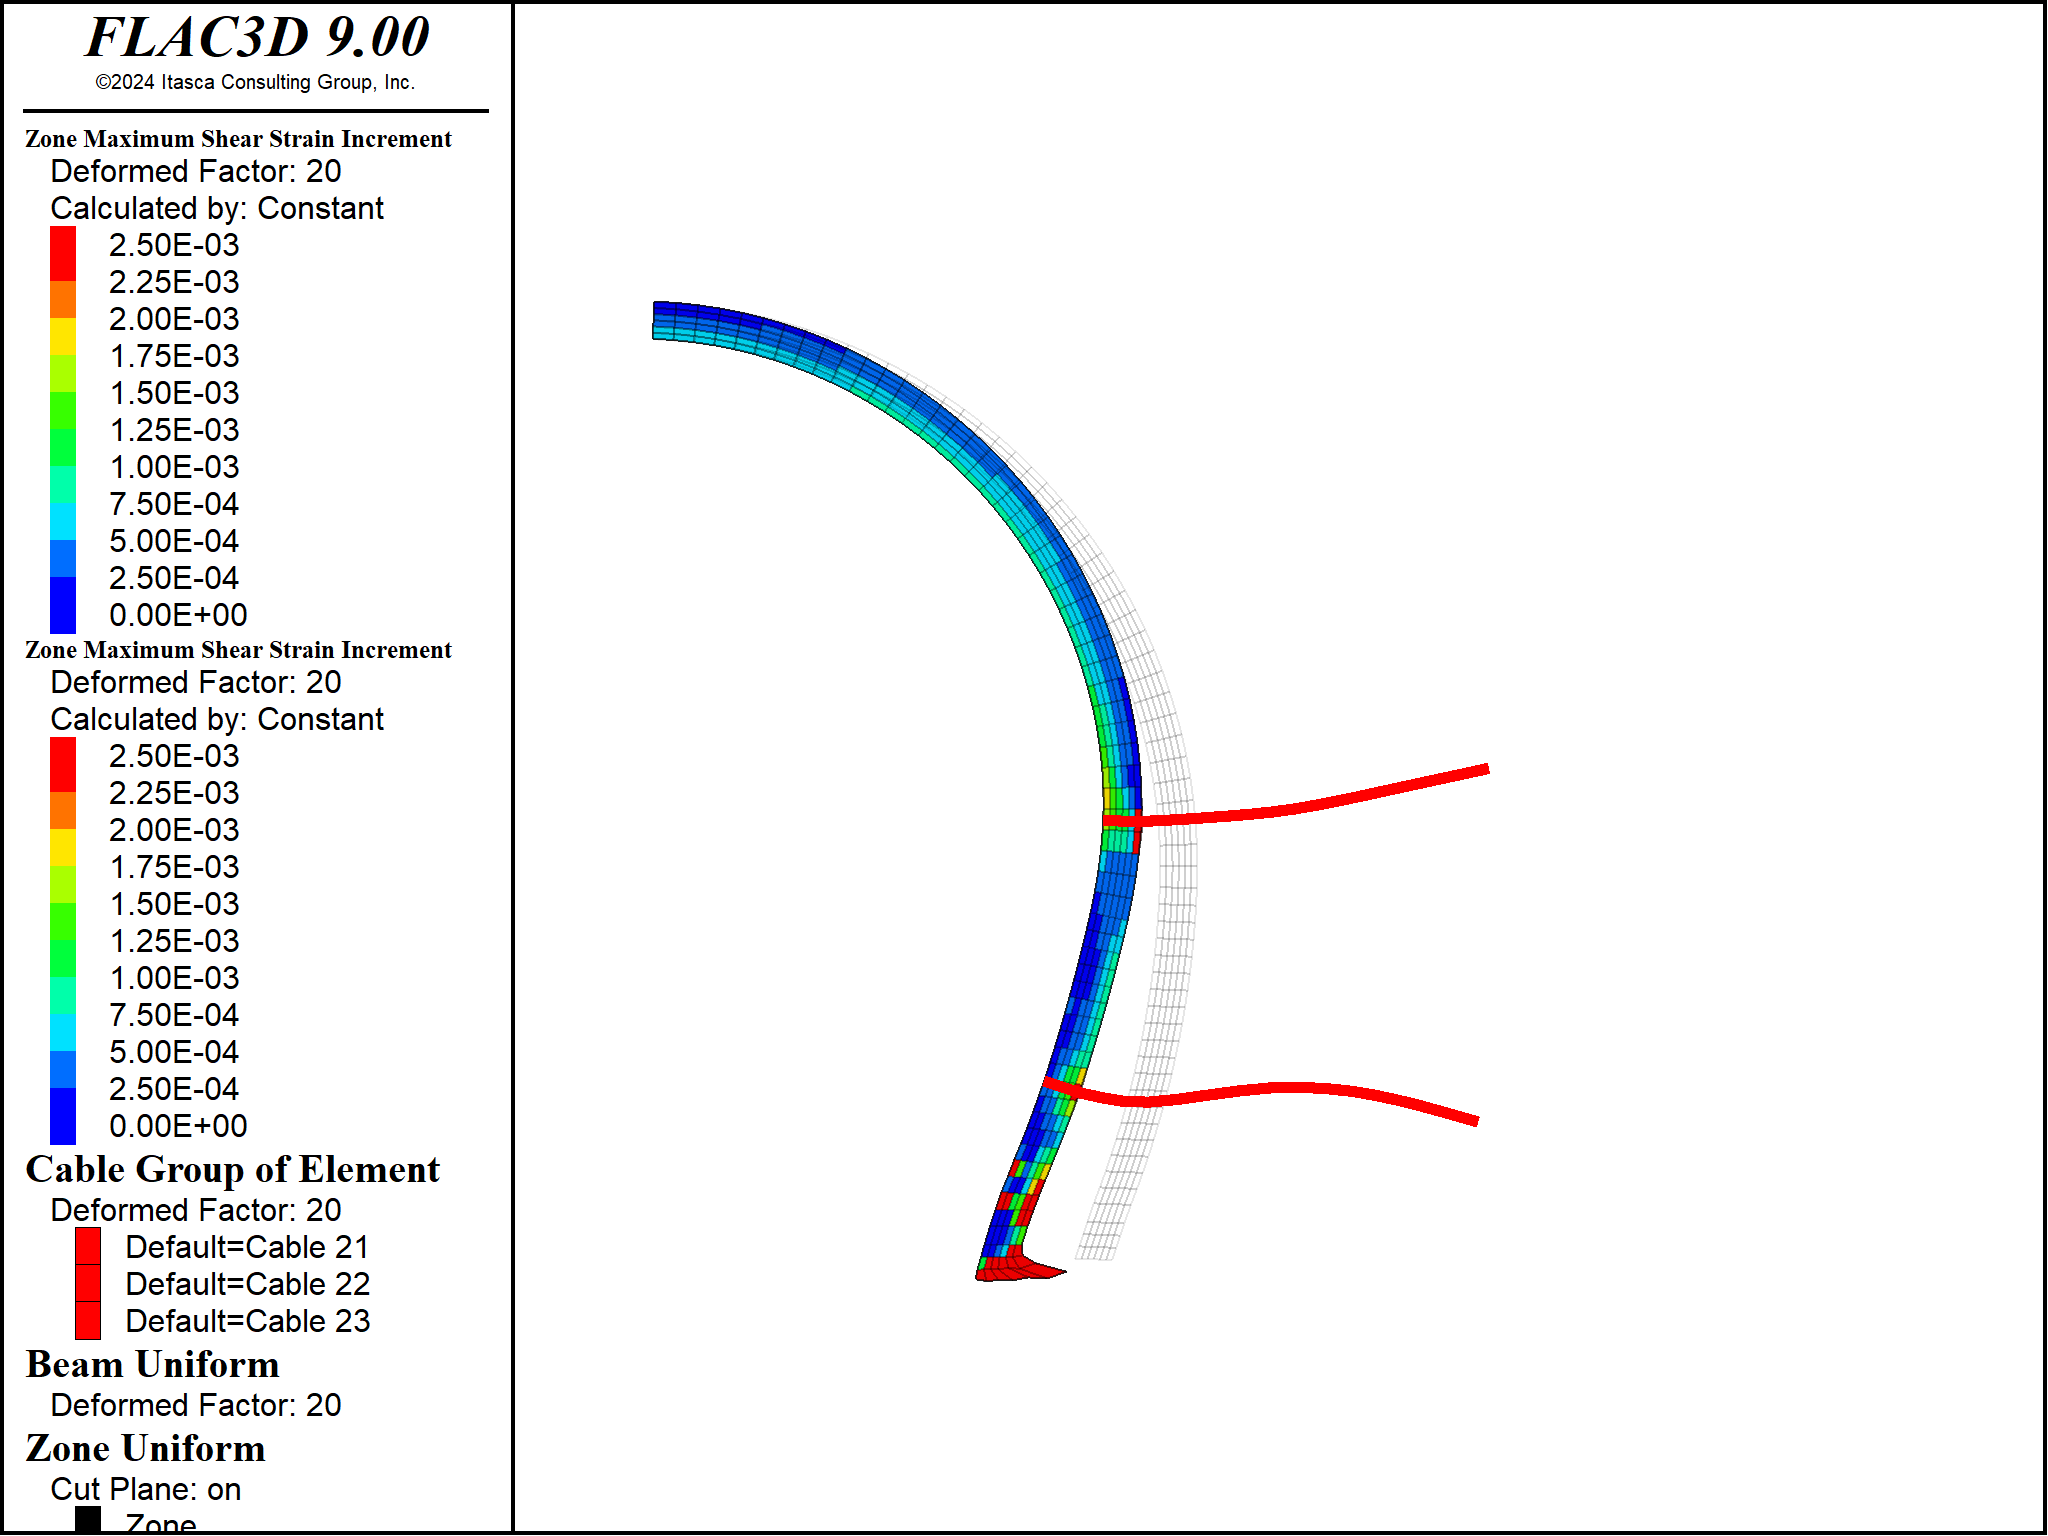 FLAC3D 9.00
©2024 Itasca Consulting Group, Inc.
Zone Maximum Shear Strain Increment
Deformed Factor: 20
Calculated by: Constant
2.50E-03
2.25E-03
2.00E-03
1.75E-03
1.50E-03
1.25E-03
1.00E-03
7.50E-04
5.00E-04
2.50E-04
0.00E+00
Zone Maximum Shear Strain Increment
Deformed Factor: 20
Calculated by: Constant
2.50E-03
2.25E-03
2.00E-03
1.75E-03
1.50E-03
1.25E-03
1.00E-03
7.50E-04
5.00E-04
2.50E-04
0.00E+00
Cable Group of Element
Deformed Factor: 20
Default=Cable 21
Default=Cable 22
Default=Cable 23
Beam Uniform
Deformed Factor: 20
Zone Uniform
Cut Plane: on
Zone